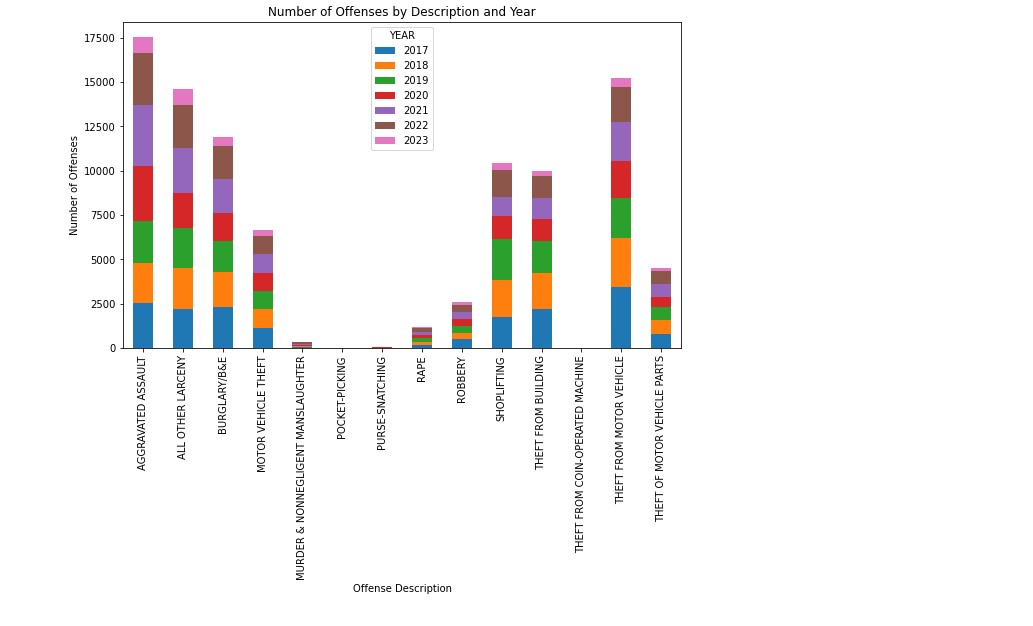 Number of Offenses by Description and Year
YEAR
2017
2018
2019
2020
2021
2022
2023
Number of Offenses
17500
15000
12500
10000
7500
5000
2500
0
AGGRAVATED ASSAULT
ALL OTHER LARCENY
BURGLARY/B&E
MOTOR VEHICLE THEFT
MURDER & NONNEGLIGENT MANSLAUGHTER
POCKET-PICKING
PURSE-SNATCHING
RAPE
ROBBERY
SHOPLIFTING
THEFT FROM BUILDING
THEFT FROM COIN-OPERATED MACHINE
THEFT FROM MOTOR VEHICLE
THEFT OF MOTOR VEHICLE PARTS
Offense Description